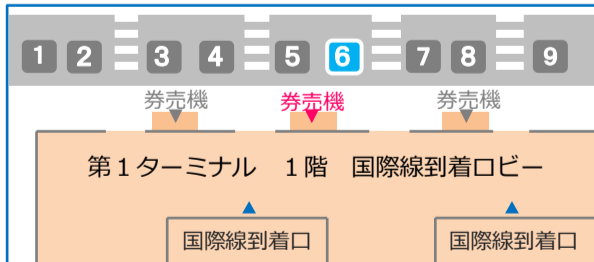 1 2 3 4 5 6 7 8 9
券売機 券売機 券売機
第1ターミナル 1階 国際線到着ロビー
国際線到着口 国際線到着口